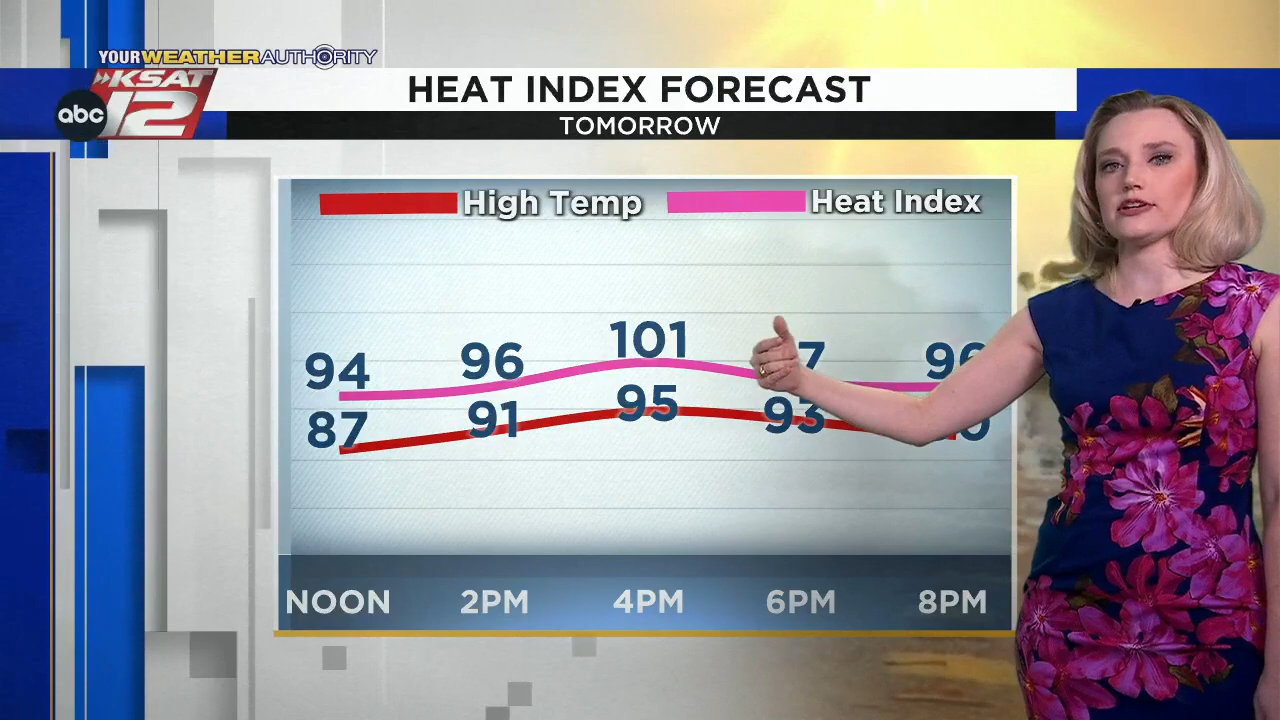 YOURWEATHERAUTHORITY
KSAT
abc 12
HEAT INDEX FORECAST
TOMORROW
High Temp Heat Index
94 96 101
87 91 95 93
NOON 2PM 4PM 6PM 8PM